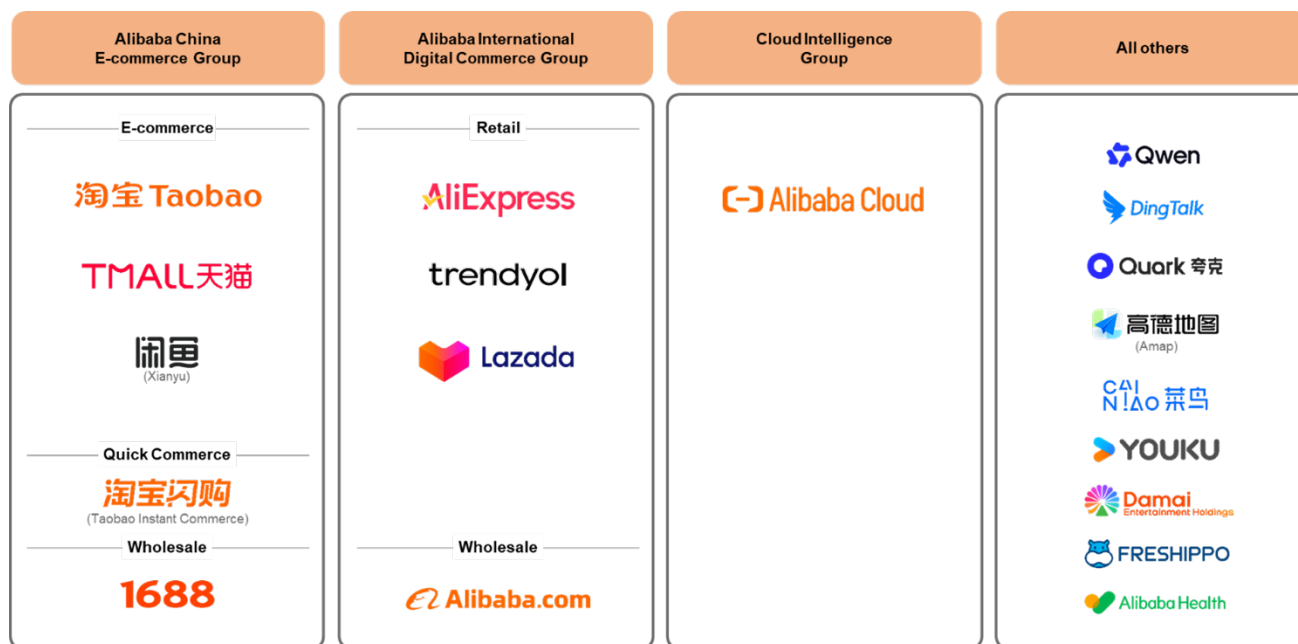 Alibaba China
E-commerce Group
Alibaba International
Digital Commerce Group
Cloud Intelligence
Group
All others
E-commerce
淘宝 Taobao
TMALL天猫
闲鱼
(Xianyu)
Quick Commerce
淘宝闪购
(Taobao Instant Commerce)
Wholesale
1688
Retail
AliExpress
trendyol
Lazada
Wholesale
Alibaba.com
Alibaba Cloud
Qwen
DingTalk
Quark 夸克
高德地图
(Amap)
CAI
NIAO 菜鸟
YOUKU
Damai
Entertainment Holdings
FRESHIPPO
Alibaba Health